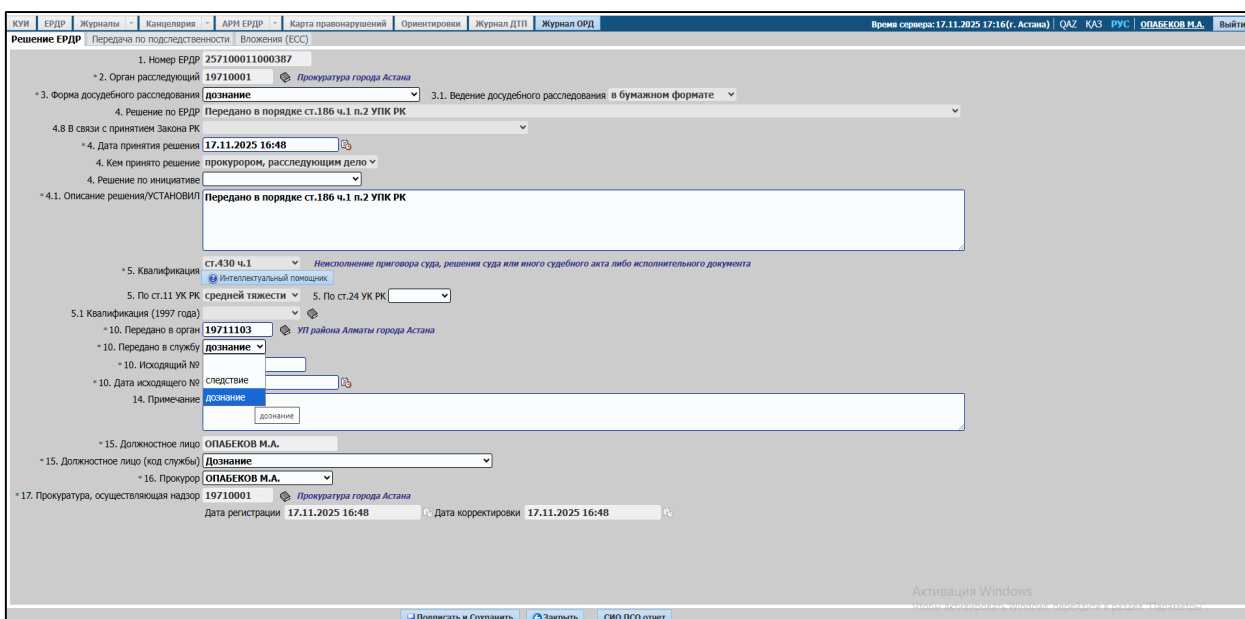 КУИ ЕРДР Журналы Канцелярия АРМ ЕРДР Карта правонарушений Ориентировки Журнал ДТП Журнал ОРД Время сервера:17.11.2025 17:16(г. Астана) QAZ ҚАЗ РУС ОПАБЕКОВ М.А. Выйти
Решение ЕРДР Передача по подследственности Вложения (ECC)
1. Номер ЕРДР 257100011000387
* 2. Орган расследующий 19710001 Прокуратура города Астана
* 3. Форма досудебного расследования дознание 3.1. Ведение досудебного расследования в бумажном формате
4. Решение по ЕРДР Передано в порядке ст.186 ч.1 п.2 УПК РК
4.8 В связи с принятием Закона РК
* 4. Дата принятия решения 17.11.2025 16:48
4. Кем принято решение прокурором, расследующим дело
4. Решение по инициативе
* 4.1. Описание решения/УСТАНОВИЛ Передано в порядке ст.186 ч.1 п.2 УПК РК
* 5. Квалификация ст.430 ч.1 Неисполнение приговора суда, решения суда или иного судебного акта либо исполнительного документа
Интеллектуальный помощник
5. По ст.11 УК РК средней тяжести 5. По ст.24 УК РК
5.1 Квалификация (1997 года)
* 10. Передано в орган 19711103 УП района Алматы города Астана
* 10. Передано в службу дознание
* 10. Исходящий №
* 10. Дата исходящего № следствие
14. Примечание дознание
дознание
* 15. Должностное лицо ОПАБЕКОВ М.А.
* 15. Должностное лицо (код службы) Дознание
* 16. Прокурор ОПАБЕКОВ М.А.
* 17. Прокуратура, осуществляющая надзор 19710001 Прокуратура города Астана
Дата регистрации 17.11.2025 16:48 Дата корректировки 17.11.2025 16:48
Активация Windows
Чтобы активировать Windows, перейдите в раздел "Параметры".
Подписать и Сохранить Закрыть СИО ПСО отчет